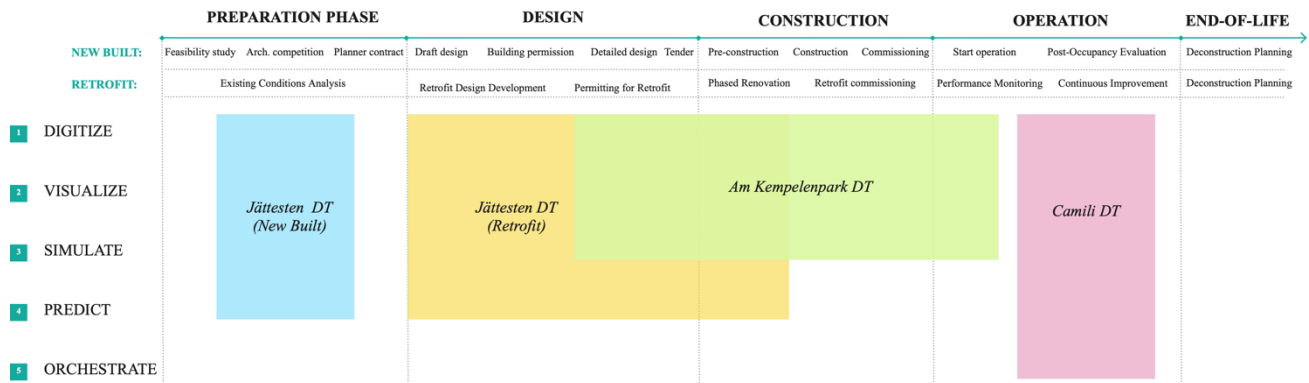 PREPARATION PHASE DESIGN CONSTRUCTION OPERATION END-OF-LIFE
NEW BUILT: Feasibility study Arch. competition Planner contract Draft design Building permission Detailed design Tender Pre-construction Construction Commissioning Start operation Post-Occupancy Evaluation Deconstruction Planning
RETROFIT: Existing Conditions Analysis Retrofit Design Development Permitting for Retrofit Phased Renovation Retrofit commissioning Performance Monitoring Continuous Improvement Deconstruction Planning
1 DIGITIZE
2 VISUALIZE
3 SIMULATE
4 PREDICT
5 ORCHESTRATE
Jättesten DT
(New Built)
Jättesten DT
(Retrofit)
Am Kempelenpark DT
Camili DT